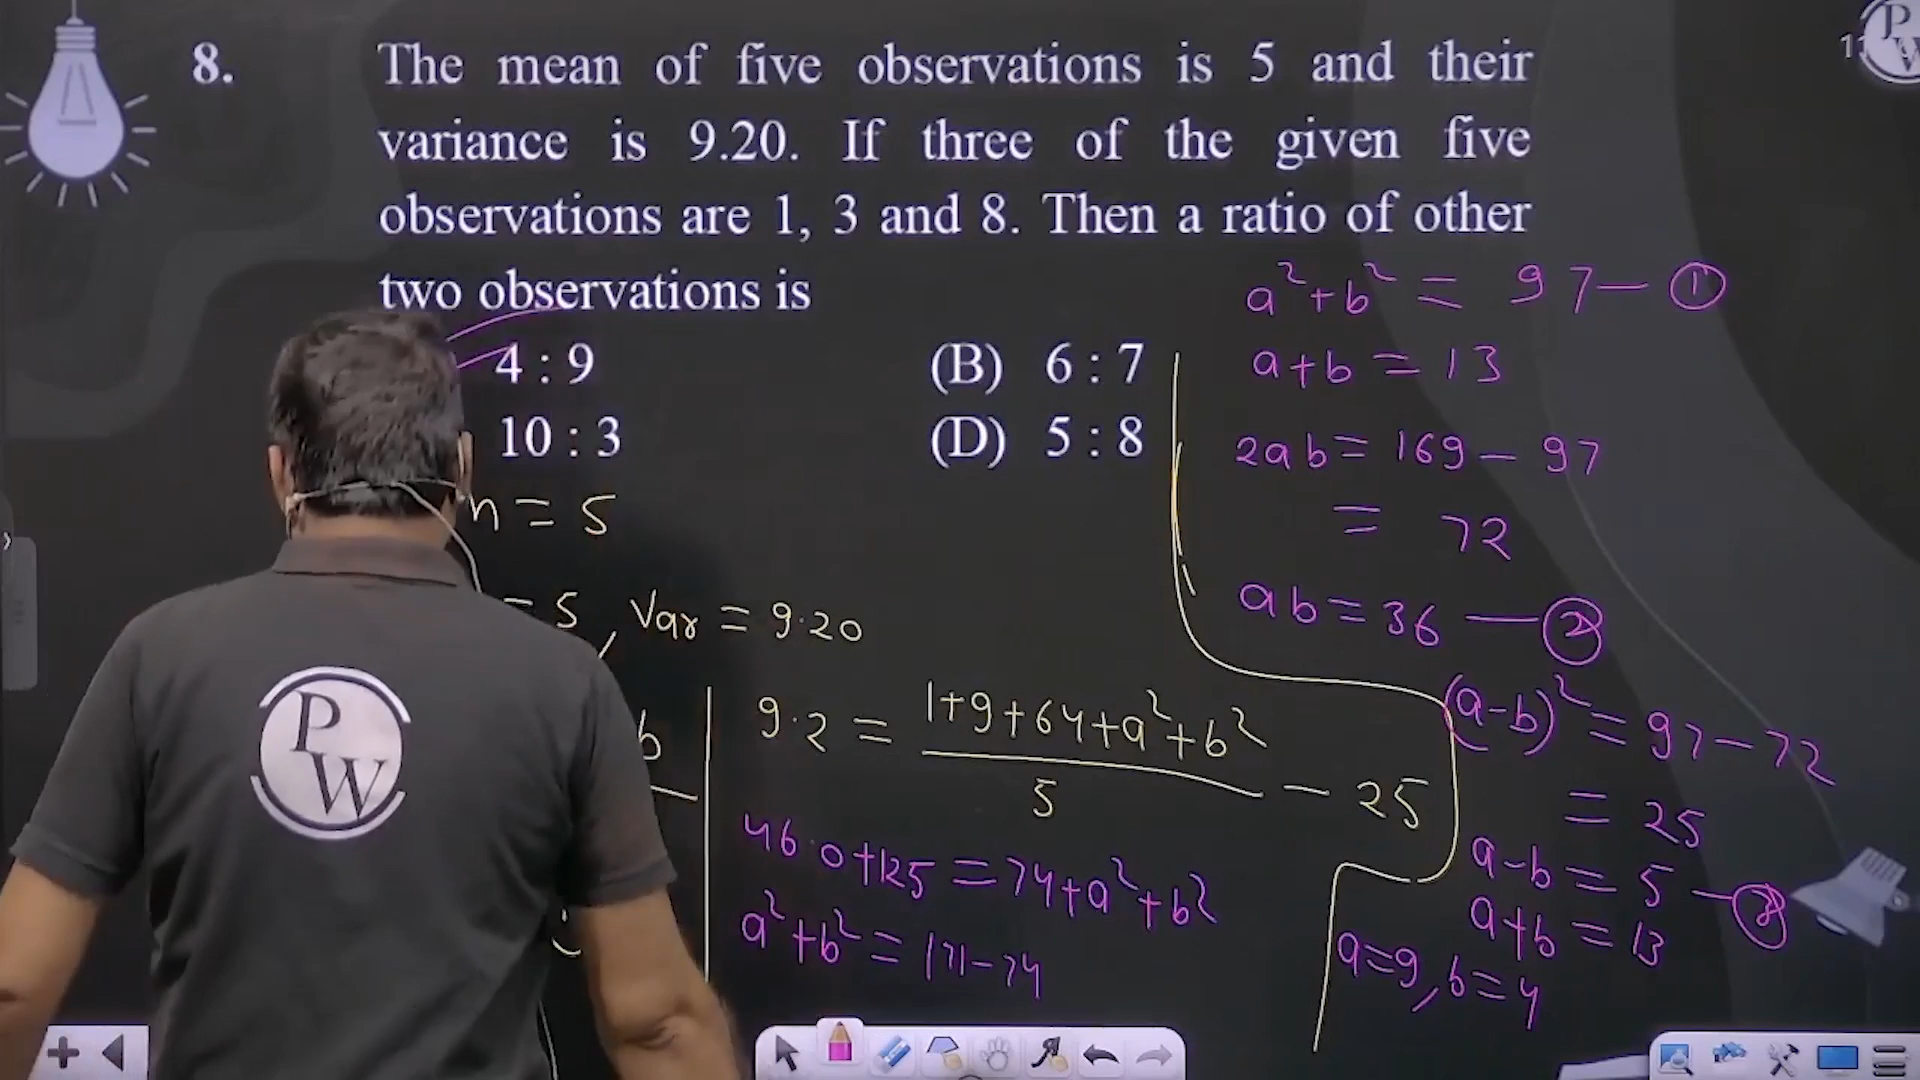 8. The mean of five observations is 5 and their
variance is 9.20. If three of the given five
observations are 1, 3 and 8. Then a ratio of other
two observations is
4 : 9
(B) 6 : 7
10 : 3
(D) 5 : 8
n = 5
= 5, Var = 9.20
b
9.2 = 1+9+64+a²+b² / 5 - 25
46.0+125 = 74+a²+b²
a²+b² = 171-74
a²+b² = 97 — ①
a+b = 13
2ab = 169 - 97
= 72
ab = 36 — ②
(a-b)² = 97-72
= 25
a-b = 5 — ③
a+b = 13
a=9, b=4
PW
PW